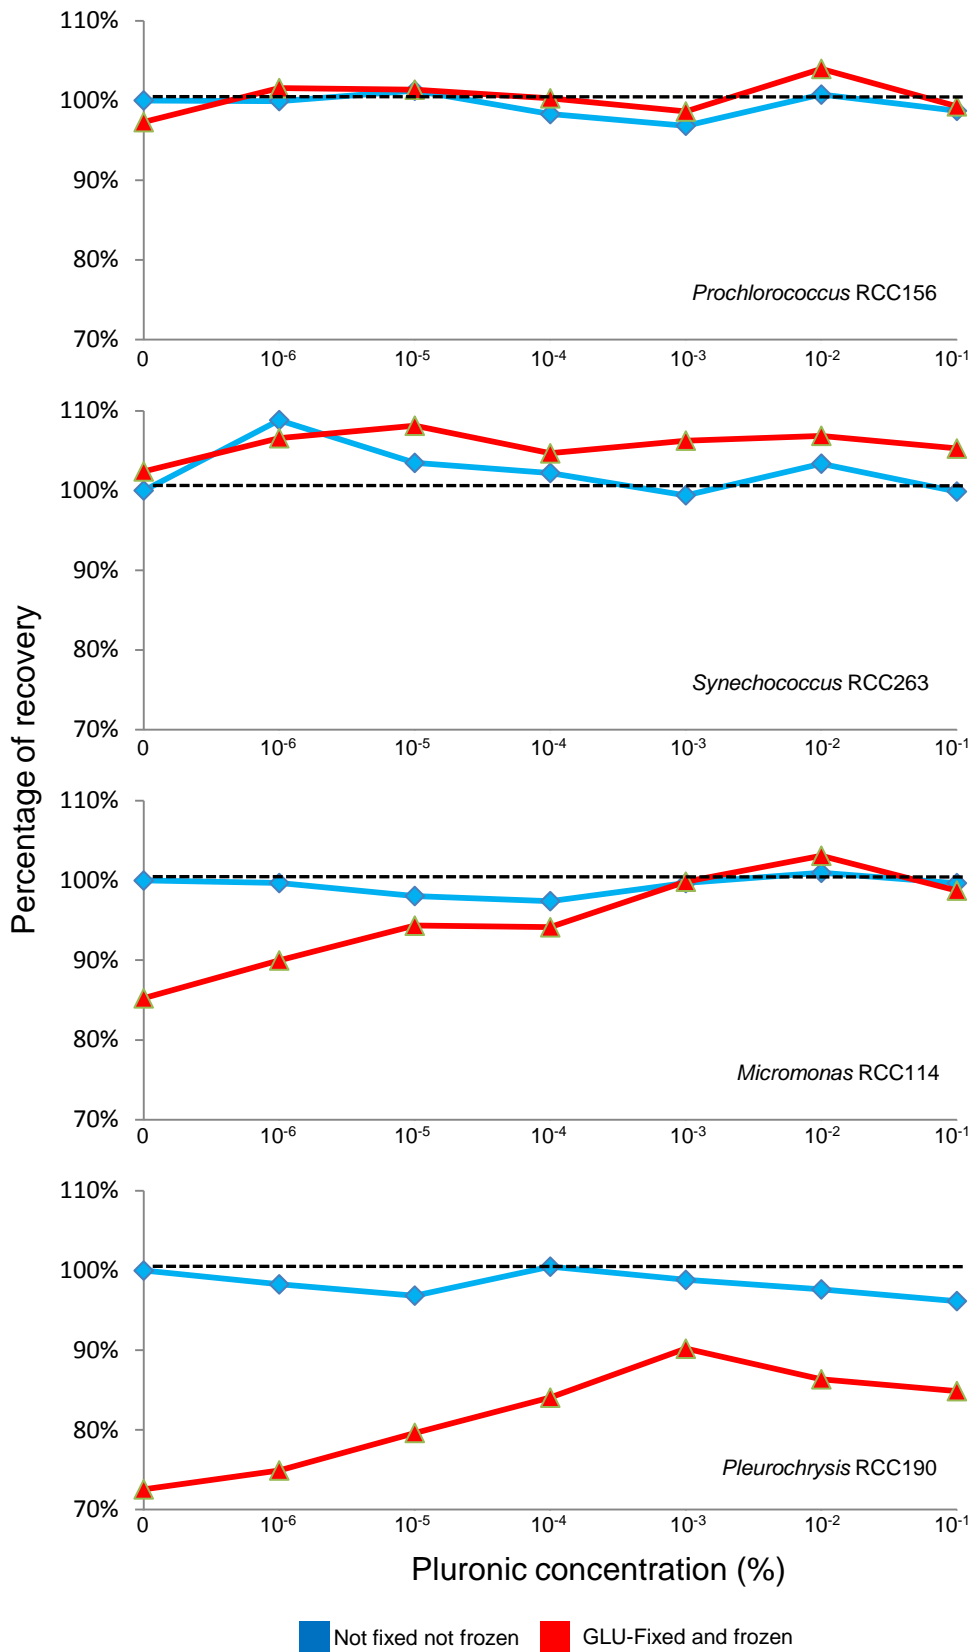 110%
100%
90%
80%
70%
Prochlorococcus RCC156
0 10⁻⁶ 10⁻⁵ 10⁻⁴ 10⁻³ 10⁻² 10⁻¹
110%
100%
90%
80%
70%
Synechococcus RCC263
0 10⁻⁶ 10⁻⁵ 10⁻⁴ 10⁻³ 10⁻² 10⁻¹
Percentage of recovery
110%
100%
90%
80%
70%
Micromonas RCC114
0 10⁻⁶ 10⁻⁵ 10⁻⁴ 10⁻³ 10⁻² 10⁻¹
110%
100%
90%
80%
70%
Pleurochrysis RCC190
0 10⁻⁶ 10⁻⁵ 10⁻⁴ 10⁻³ 10⁻² 10⁻¹
Pluronic concentration (%)
Not fixed not frozen GLU-Fixed and frozen